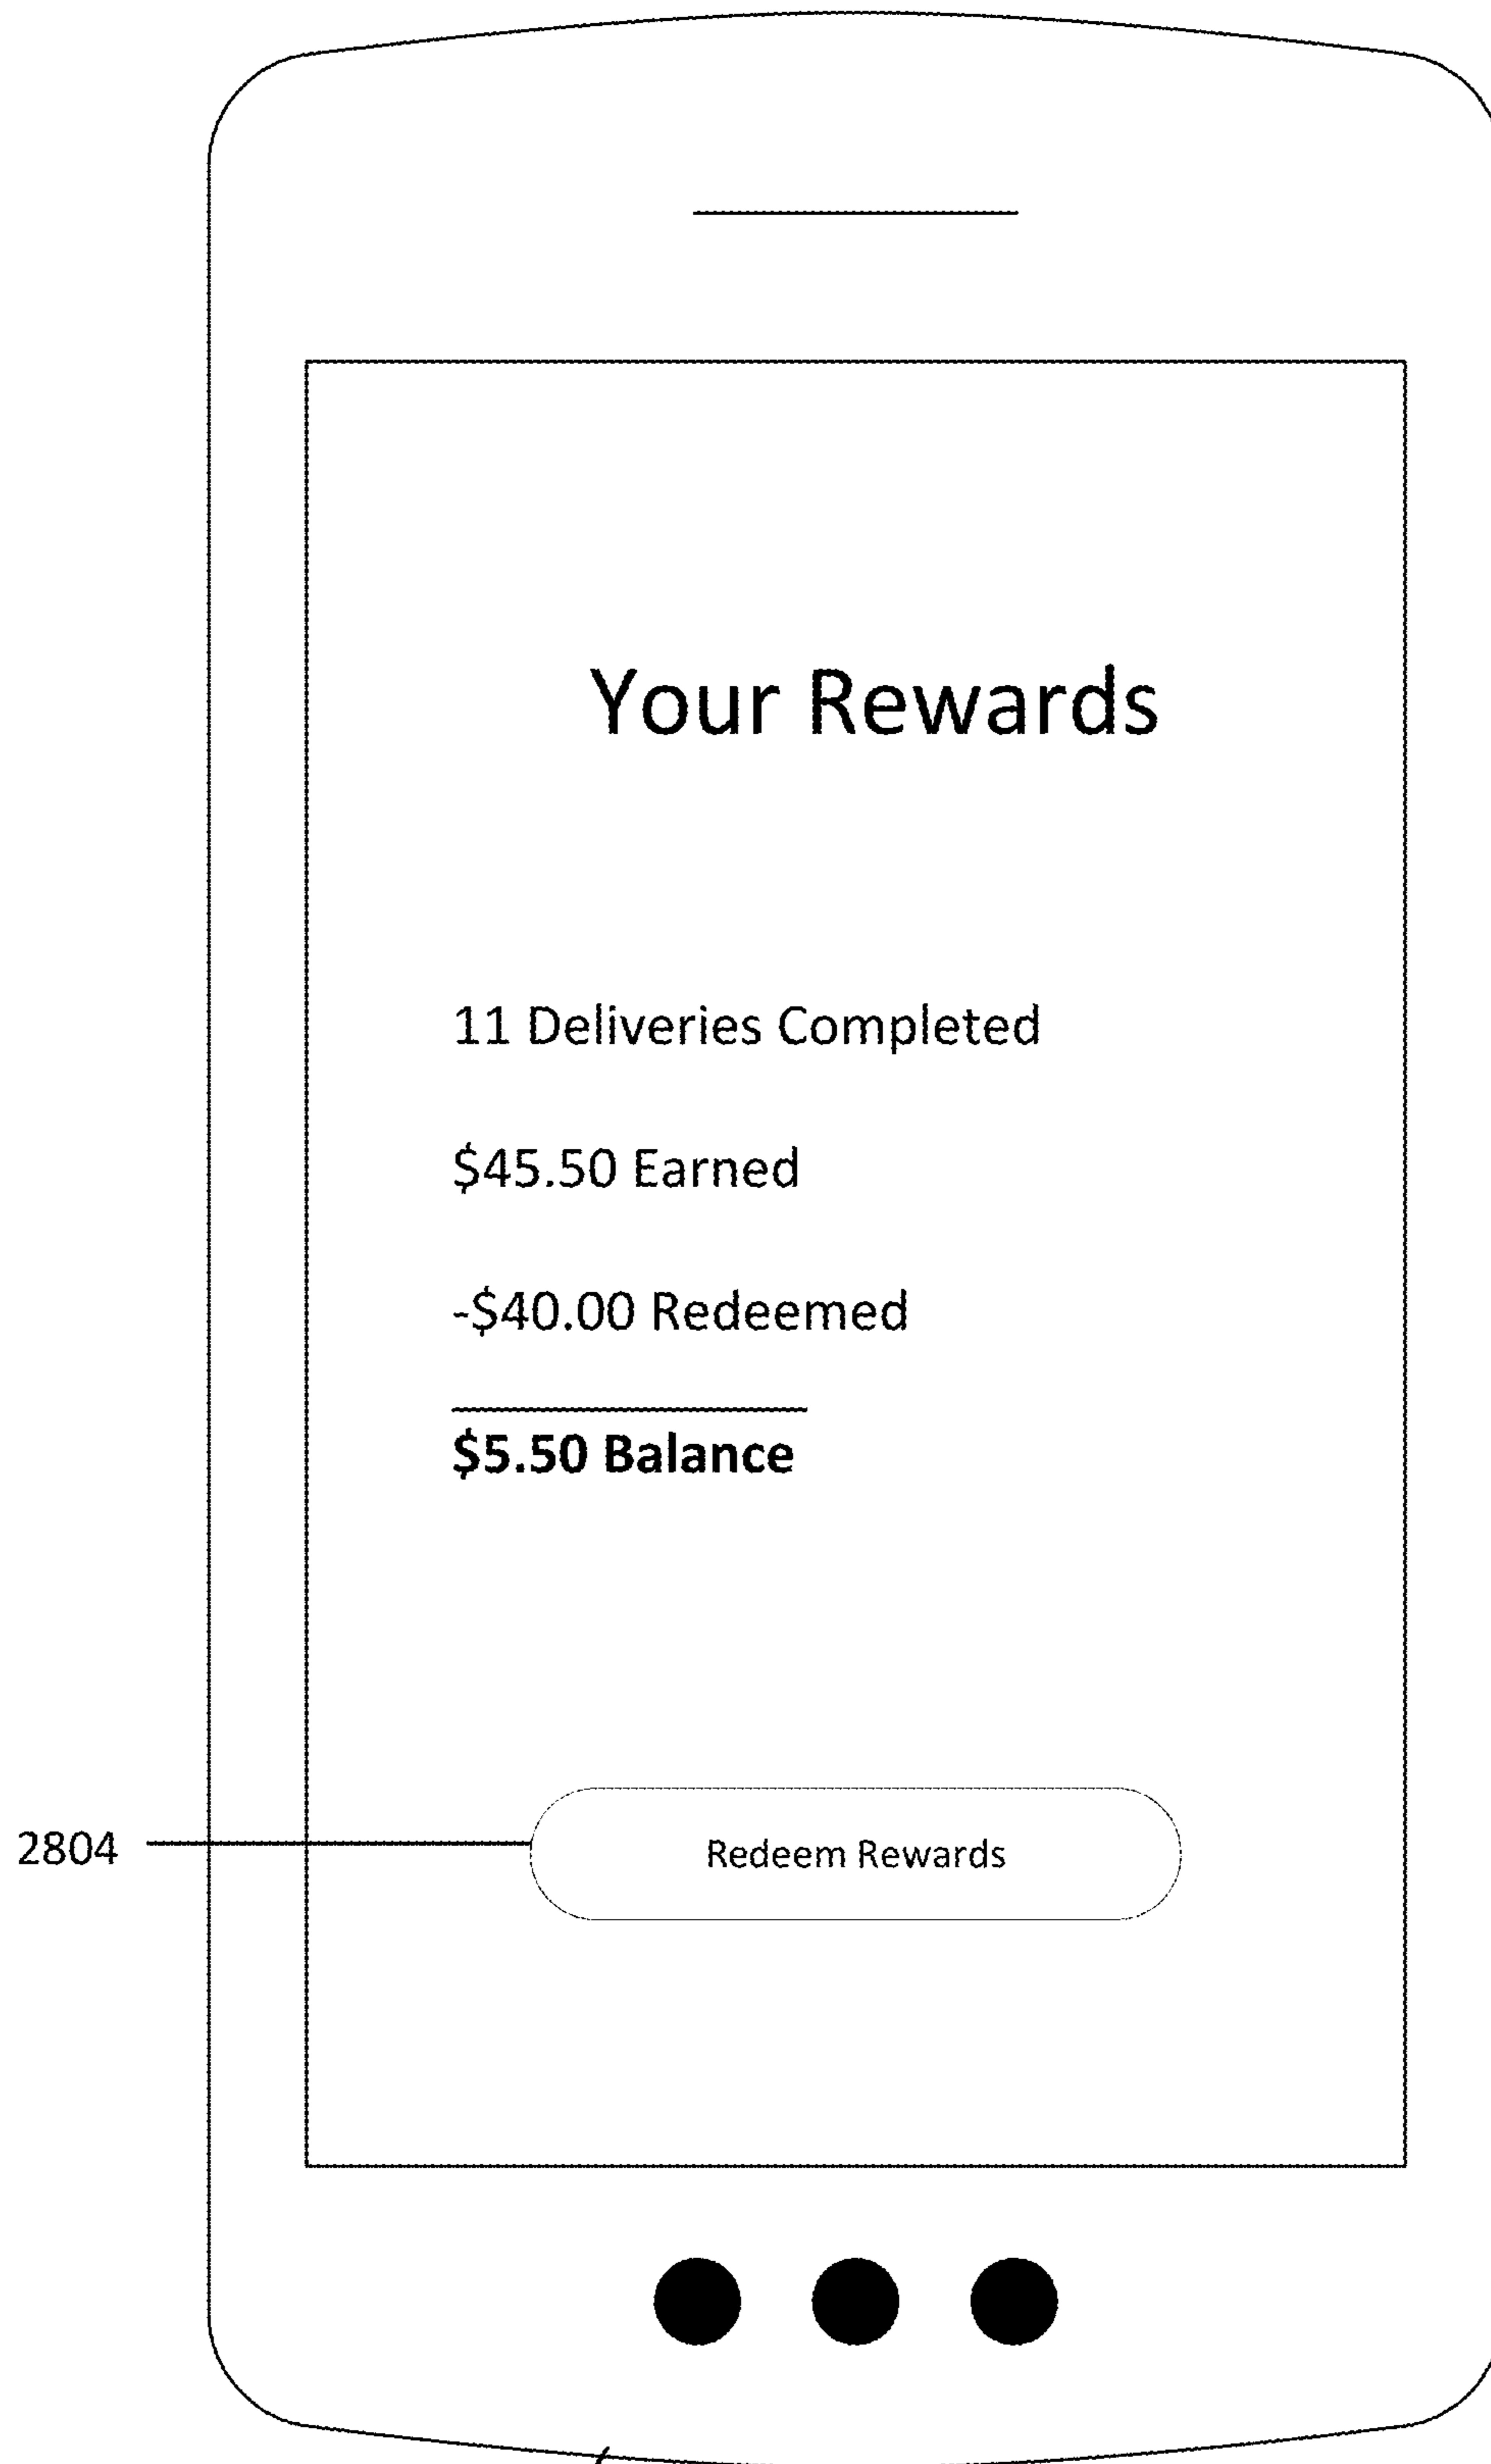 Your Rewards
11 Deliveries Completed
$45.50 Earned
-$40.00 Redeemed
$5.50 Balance
2804
Redeem Rewards